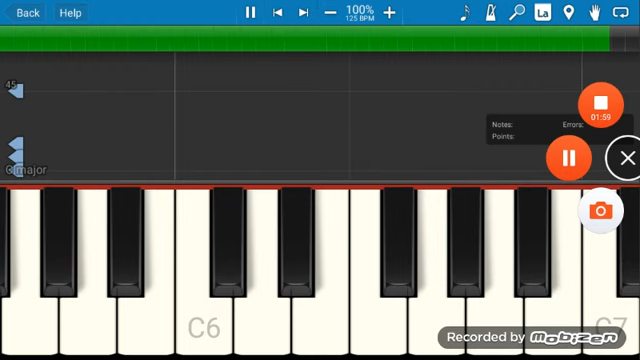 Back Help 100% La
125 BPM
45
01:59
Notes: Errors:
Points:
C major
C6 C7
Recorded by Mobizen